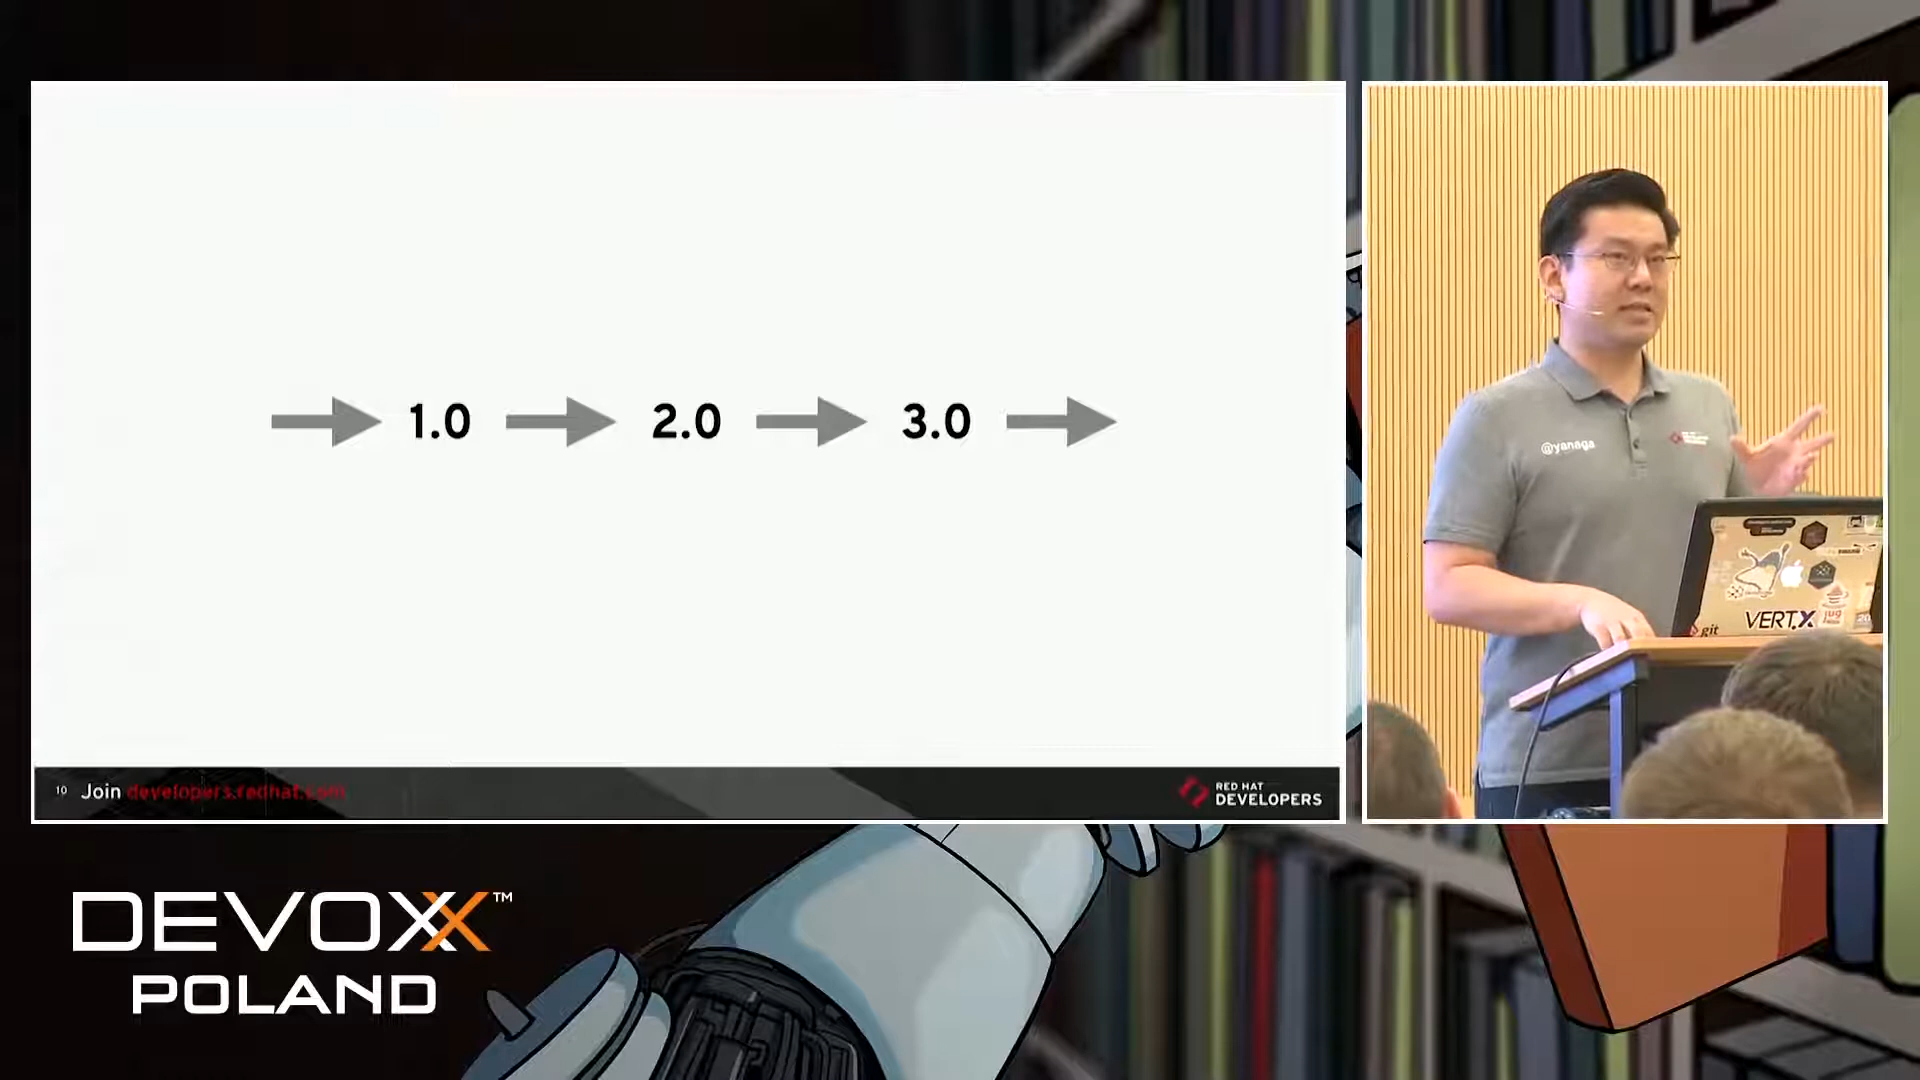 1.0 2.0 3.0
10 Join developers.redhat.com
RED HAT
DEVELOPERS
@yanaga
VERT.X
git
jug
DEVOXX™
POLAND